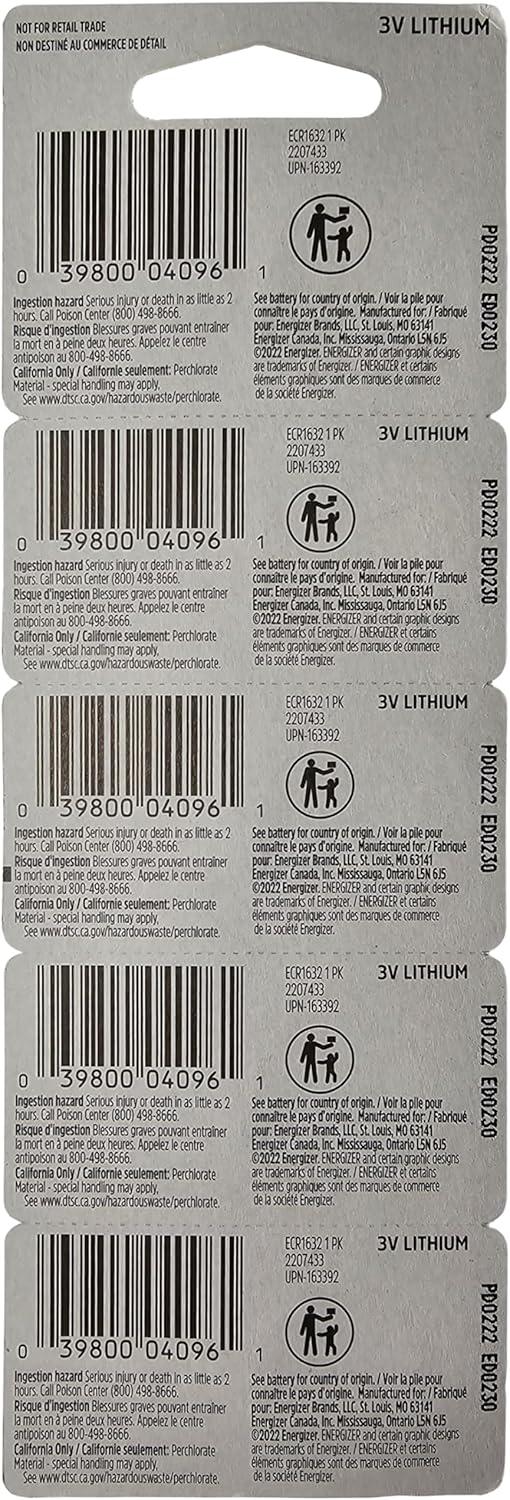 NOT FOR RETAIL TRADE
NON DESTINÉ AU COMMERCE DE DÉTAIL
3V LITHIUM
ECR1632 1 PK
2207433
UPN-163392
0 39800 04096 1
PD0222 ED0230
Ingestion hazard Serious injury or death in as little as 2
hours. Call Poison Center (800) 498-8666.
Risque d'ingestion Blessures graves pouvant entraîner
la mort en à peine deux heures. Appelez le centre
antipoison au 800-498-8666.
California Only / Californie seulement: Perchlorate
Material - special handling may apply,
See www.dtsc.ca.gov/hazardouswaste/perchlorate.
See battery for country of origin. / Voir la pile pour
connaître le pays d'origine. Manufactured for: / Fabriqué
pour: Energizer Brands, LLC, St. Louis, MO 63141
Energizer Canada, Inc. Mississauga, Ontario L5N 6J5
©2022 Energizer. ENERGIZER and certain graphic designs
are trademarks of Energizer. / ENERGIZER et certains
éléments graphiques sont des marques de commerce
de la société Energizer.
ECR1632 1 PK
2207433
UPN-163392
3V LITHIUM
0 39800 04096 1
PD0222 ED0230
Ingestion hazard Serious injury or death in as little as 2
hours. Call Poison Center (800) 498-8666.
Risque d'ingestion Blessures graves pouvant entraîner
la mort en à peine deux heures. Appelez le centre
antipoison au 800-498-8666.
California Only / Californie seulement: Perchlorate
Material - special handling may apply,
See www.dtsc.ca.gov/hazardouswaste/perchlorate.
See battery for country of origin. / Voir la pile pour
connaître le pays d'origine. Manufactured for: / Fabriqué
pour: Energizer Brands, LLC, St. Louis, MO 63141
Energizer Canada, Inc. Mississauga, Ontario L5N 6J5
©2022 Energizer. ENERGIZER and certain graphic designs
are trademarks of Energizer. / ENERGIZER et certains
éléments graphiques sont des marques de commerce
de la société Energizer.
ECR1632 1 PK
2207433
UPN-163392
3V LITHIUM
0 39800 04096 1
PD0222 ED0230
Ingestion hazard Serious injury or death in as little as 2
hours. Call Poison Center (800) 498-8666.
Risque d'ingestion Blessures graves pouvant entraîner
la mort en à peine deux heures. Appelez le centre
antipoison au 800-498-8666.
California Only / Californie seulement: Perchlorate
Material - special handling may apply,
See www.dtsc.ca.gov/hazardouswaste/perchlorate.
See battery for country of origin. / Voir la pile pour
connaître le pays d'origine. Manufactured for: / Fabriqué
pour: Energizer Brands, LLC, St. Louis, MO 63141
Energizer Canada, Inc. Mississauga, Ontario L5N 6J5
©2022 Energizer. ENERGIZER and certain graphic designs
are trademarks of Energizer. / ENERGIZER et certains
éléments graphiques sont des marques de commerce
de la société Energizer.
ECR1632 1 PK
2207433
UPN-163392
3V LITHIUM
0 39800 04096 1
PD0222 ED0230
Ingestion hazard Serious injury or death in as little as 2
hours. Call Poison Center (800) 498-8666.
Risque d'ingestion Blessures graves pouvant entraîner
la mort en à peine deux heures. Appelez le centre
antipoison au 800-498-8666.
California Only / Californie seulement: Perchlorate
Material - special handling may apply,
See www.dtsc.ca.gov/hazardouswaste/perchlorate.
See battery for country of origin. / Voir la pile pour
connaître le pays d'origine. Manufactured for: / Fabriqué
pour: Energizer Brands, LLC, St. Louis, MO 63141
Energizer Canada, Inc. Mississauga, Ontario L5N 6J5
©2022 Energizer. ENERGIZER and certain graphic designs
are trademarks of Energizer. / ENERGIZER et certains
éléments graphiques sont des marques de commerce
de la société Energizer.
ECR1632 1 PK
2207433
UPN-163392
3V LITHIUM
0 39800 04096 1
PD0222 ED0230
Ingestion hazard Serious injury or death in as little as 2
hours. Call Poison Center (800) 498-8666.
Risque d'ingestion Blessures graves pouvant entraîner
la mort en à peine deux heures. Appelez le centre
antipoison au 800-498-8666.
California Only / Californie seulement: Perchlorate
Material - special handling may apply,
See www.dtsc.ca.gov/hazardouswaste/perchlorate.
See battery for country of origin. / Voir la pile pour
connaître le pays d'origine. Manufactured for: / Fabriqué
pour: Energizer Brands, LLC, St. Louis, MO 63141
Energizer Canada, Inc. Mississauga, Ontario L5N 6J5
©2022 Energizer. ENERGIZER and certain graphic designs
are trademarks of Energizer. / ENERGIZER et certains
éléments graphiques sont des marques de commerce
de la société Energizer.